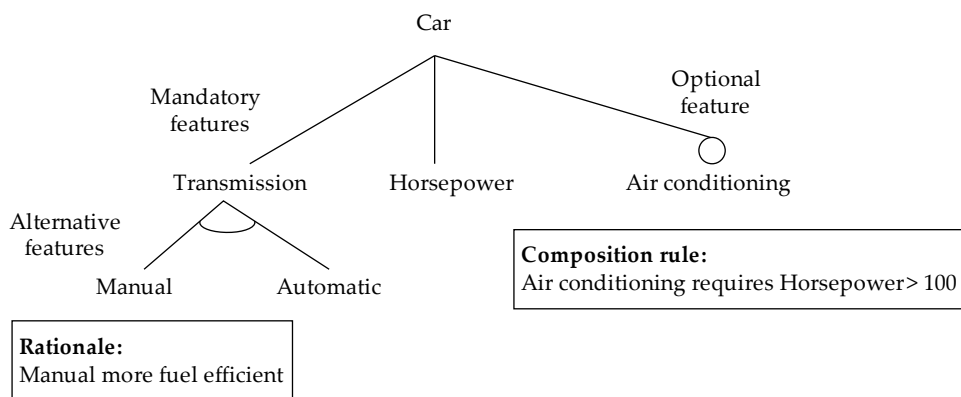 Car
Optional
feature
Mandatory
features
Transmission
Horsepower
Air conditioning
Alternative
features
Manual
Automatic
Composition rule:
Air conditioning requires Horsepower> 100
Rationale:
Manual more fuel efficient